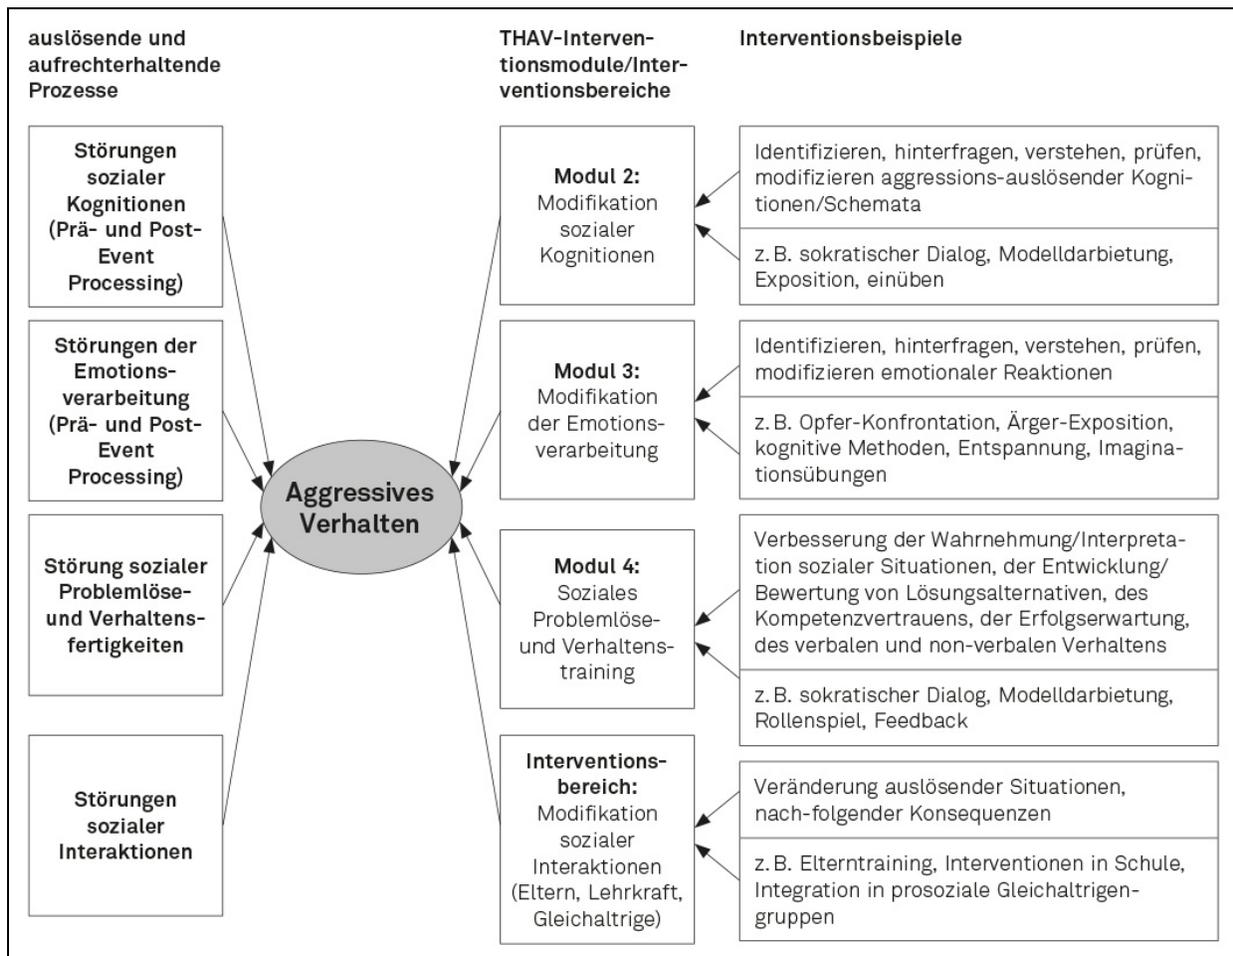 auslösende und
aufrechterhaltende
Prozesse
THAV-Interven-
tionsmodule/Inter-
ventionsbereiche
Interventionsbeispiele
Störungen
sozialer
Kognitionen
(Prä- und Post-
Event
Processing)
Modul 2:
Modifikation
sozialer
Kognitionen
Identifizieren, hinterfragen, verstehen, prüfen,
modifizieren aggressions-auslösender Kogni-
tionen/Schemata
z. B. sokratischer Dialog, Modelldarbietung,
Exposition, einüben
Störungen der
Emotions-
verarbeitung
(Prä- und Post-
Event
Processing)
Modul 3:
Modifikation
der Emotions-
verarbeitung
Identifizieren, hinterfragen, verstehen, prüfen,
modifizieren emotionaler Reaktionen
z. B. Opfer-Konfrontation, Ärger-Exposition,
kognitive Methoden, Entspannung, Imagina-
tionsübungen
Aggressives
Verhalten
Störung sozialer
Problemlöse-
und Verhaltens-
fertigkeiten
Modul 4:
Soziales
Problemlöse-
und Verhaltens-
training
Verbesserung der Wahrnehmung/Interpreta-
tion sozialer Situationen, der Entwicklung/
Bewertung von Lösungsalternativen, des
Kompetenzvertrauens, der Erfolgserwartung,
des verbalen und non-verbalen Verhaltens
z. B. sokratischer Dialog, Modelldarbietung,
Rollenspiel, Feedback
Störungen
sozialer
Interaktionen
Interventions-
bereich:
Modifikation
sozialer
Interaktionen
(Eltern, Lehrkraft,
Gleichaltrige)
Veränderung auslösender Situationen,
nach-folgender Konsequenzen
z. B. Elterntraining, Interventionen in Schule,
Integration in prosoziale Gleichaltrigen-
gruppen